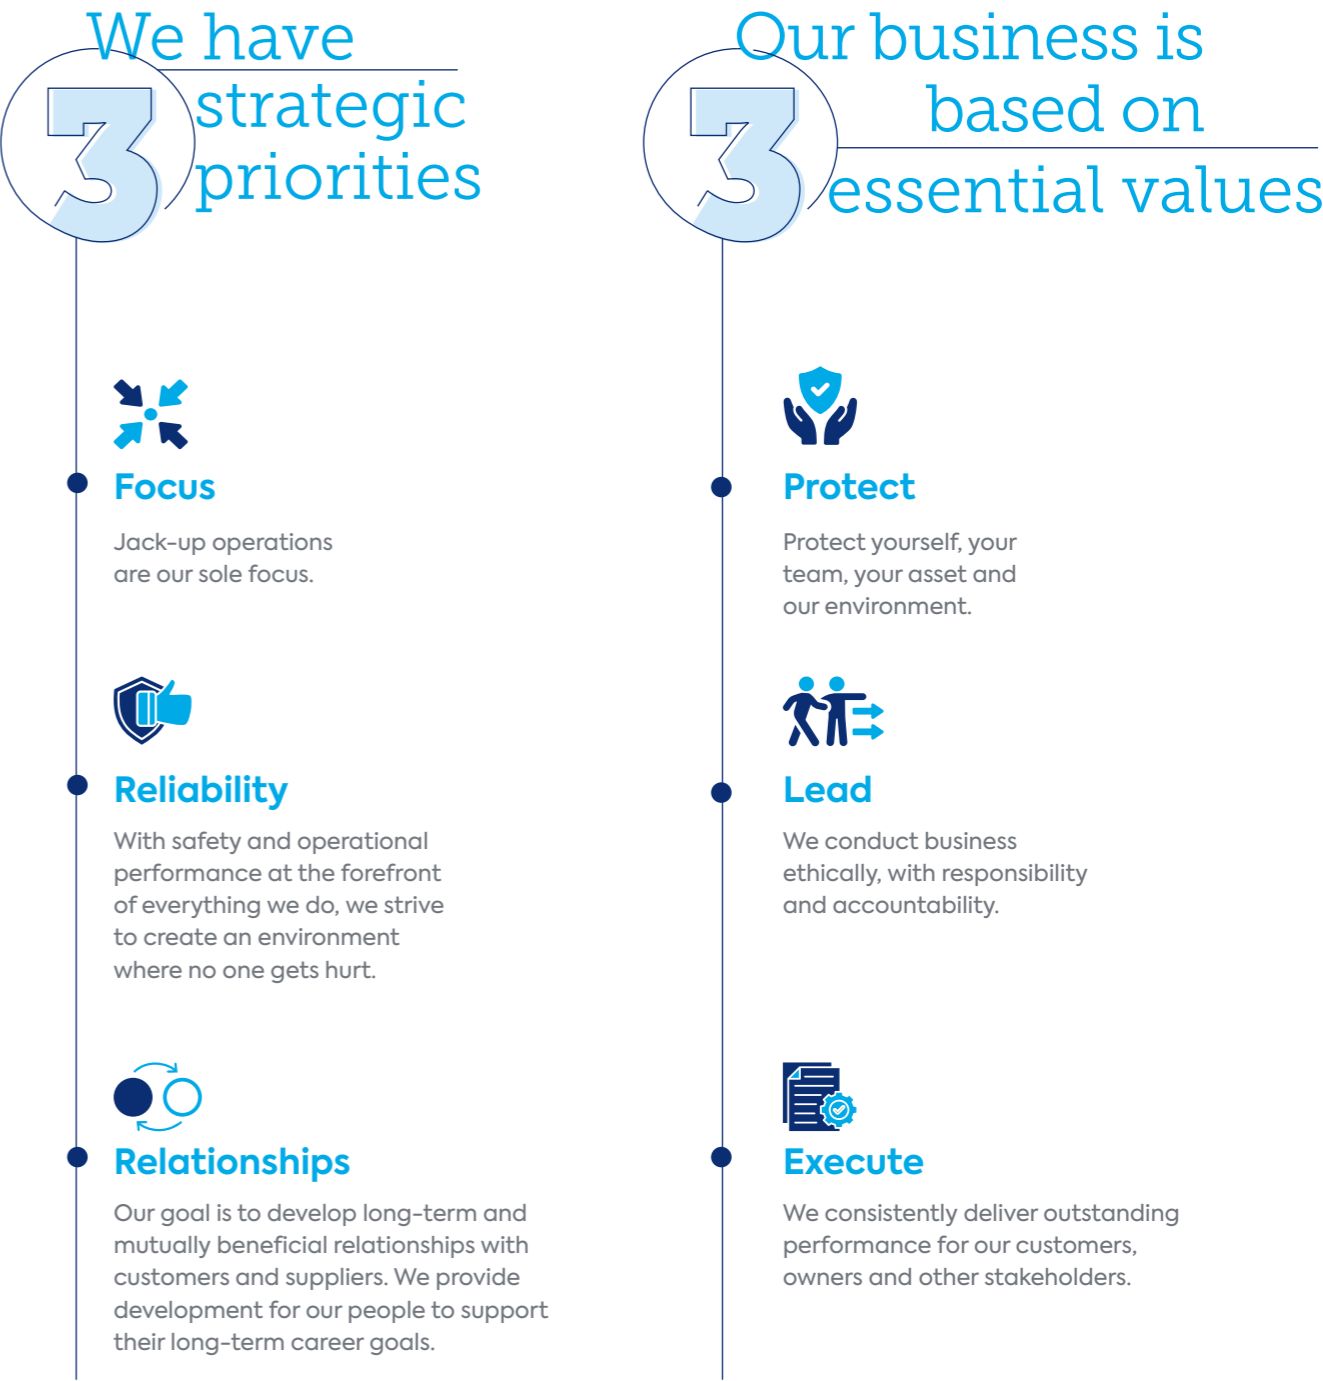 We have
3
strategic
priorities
Focus
Jack-up operations
are our sole focus.
Reliability
With safety and operational
performance at the forefront
of everything we do, we strive
to create an environment
where no one gets hurt.
Relationships
Our goal is to develop long-term and
mutually beneficial relationships with
customers and suppliers. We provide
development for our people to support
their long-term career goals.
Our business is
based on
3
essential values
Protect
Protect yourself, your
team, your asset and
our environment.
Lead
We conduct business
ethically, with responsibility
and accountability.
Execute
We consistently deliver outstanding
performance for our customers,
owners and other stakeholders.